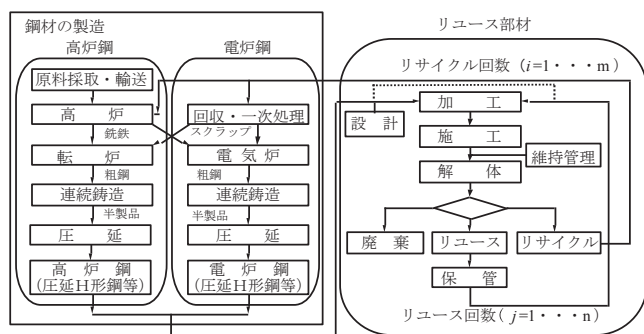 鋼材の製造
高炉鋼
電炉鋼
原料採取・輸送
高　炉
回収・一次処理
銑鉄
スクラップ
転　炉
電 気 炉
粗鋼
粗鋼
連続鋳造
連続鋳造
半製品
半製品
圧　延
圧　延
高 炉 鋼
(圧延H形鋼等)
電 炉 鋼
(圧延H形鋼等)
リユース部材
リサイクル回数（i=1・・・m）
加　工
設　計
施　工
維持管理
解　体
廃　棄
リユース
リサイクル
保　管
リユース回数( j=1・・・n)